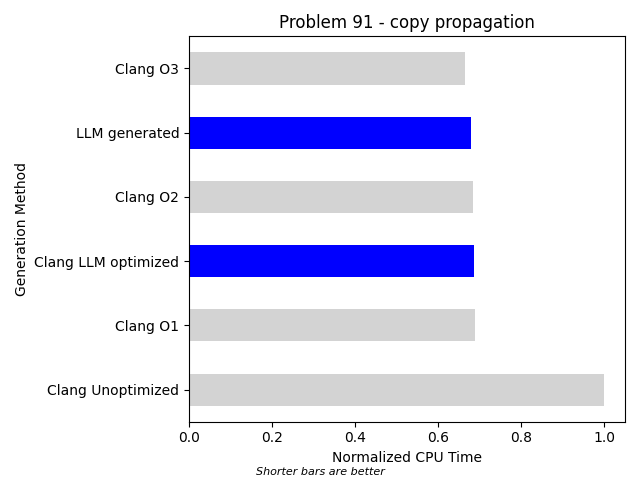 Problem 91 - copy propagation
Clang O3
LLM generated
Clang O2
Clang LLM optimized
Clang O1
Clang Unoptimized
Generation Method
0.0 0.2 0.4 0.6 0.8 1.0
Normalized CPU Time
Shorter bars are better